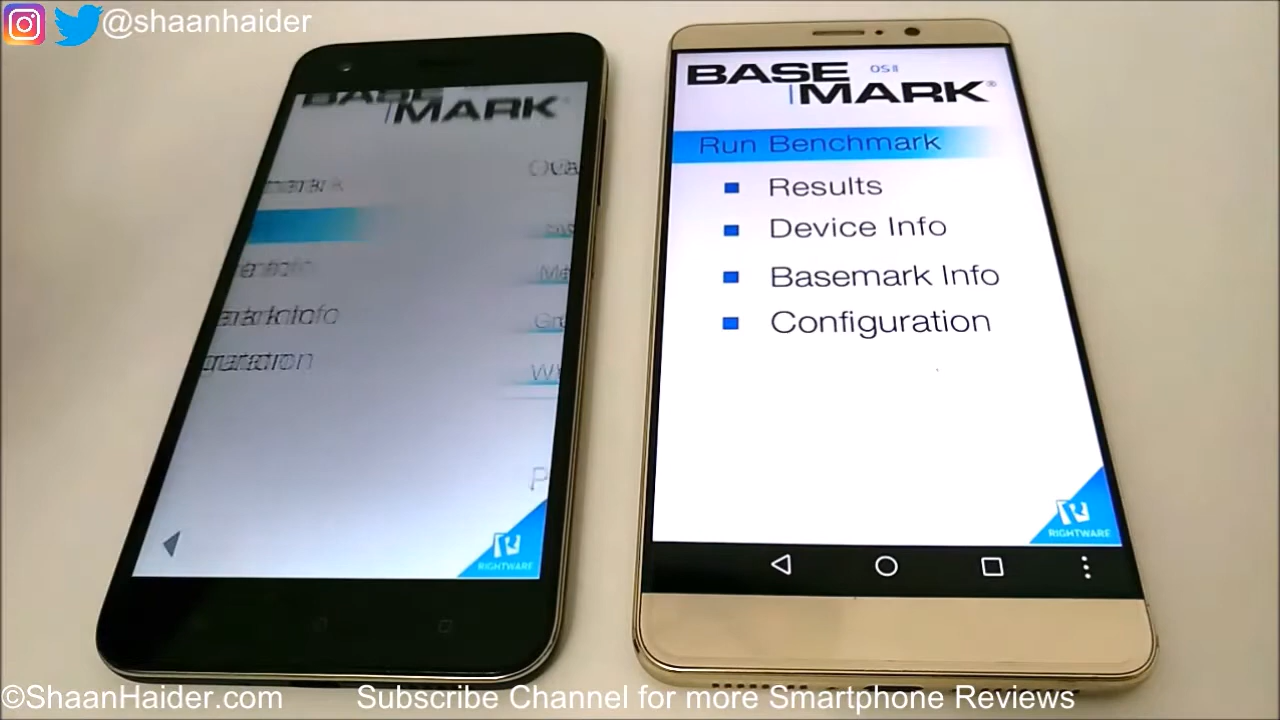 @shaanhaider
MARK
BASE OS II
MARK®
Run Benchmark
Results
Device Info
Basemark Info
Configuration
RIGHTWARE
RIGHTWARE
©ShaanHaider.com
Subscribe Channel for more Smartphone Reviews